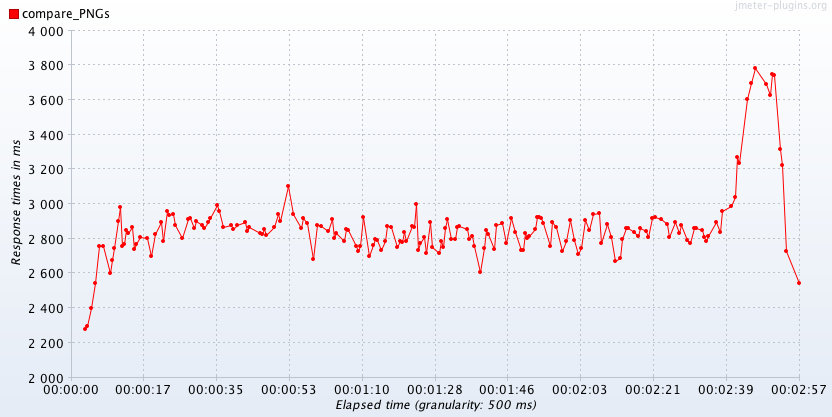 jmeter-plugins.org
compare_PNGs
4 000
3 800
3 600
3 400
3 200
3 000
2 800
2 600
2 400
2 200
2 000
Response times in ms
00:00:00 00:00:17 00:00:35 00:00:53 00:01:10 00:01:28 00:01:46 00:02:03 00:02:21 00:02:39 00:02:57
Elapsed time (granularity: 500 ms)